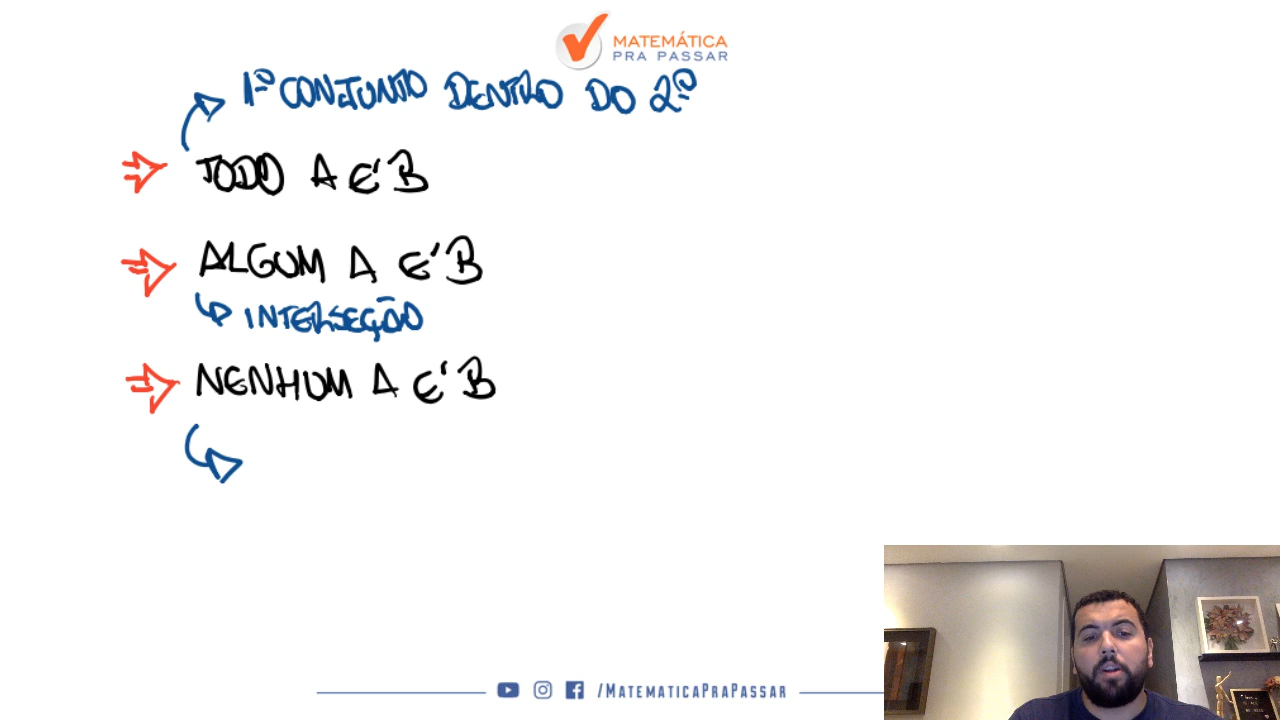 MATEMÁTICA
PRA PASSAR
1º CONJUNTO DENTRO DO 2º
TODO A É B
ALGUM A É B
INTERSEÇÃO
NENHUM A É B
/MATEMATICAPRAPASSAR